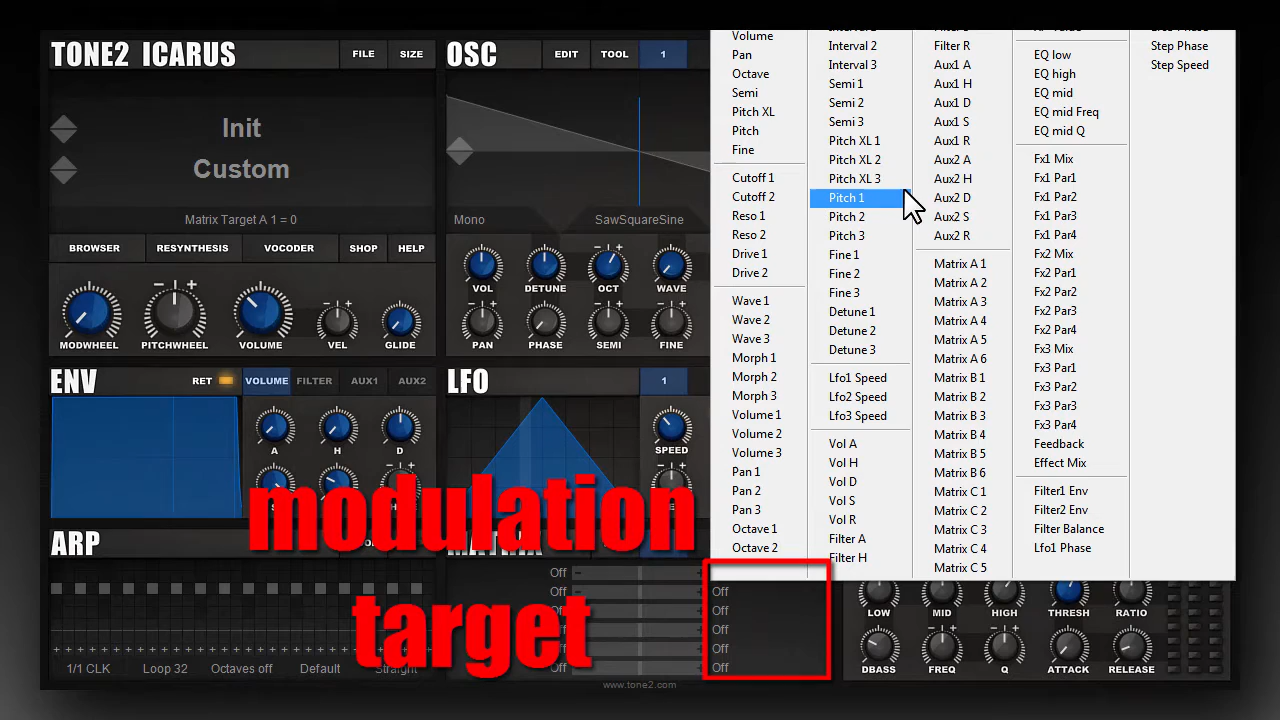 TONE2 ICARUS
FILE
SIZE
Init
Custom
Matrix Target A 1 = 0
BROWSER
RESYNTHESIS
VOCODER
SHOP
HELP
MODWHEEL
PITCHWHEEL
VOLUME
VEL
GLIDE
OSC
EDIT
TOOL
1
Mono
SawSquareSine
VOL
DETUNE
OCT
WAVE
PAN
PHASE
SEMI
FINE
ENV
RET
VOLUME
FILTER
AUX1
AUX2
A
H
D
LFO
1
SPEED
ARP
1/1 CLK
Loop 32
Octaves off
Default
Straight
MATRIX
Off
Off
Off
Off
Off
Off
Off
Off
Off
Off
Off
modulation
target
Volume
Pan
Octave
Semi
Pitch XL
Pitch
Fine
Cutoff 1
Cutoff 2
Reso 1
Reso 2
Drive 1
Drive 2
Wave 1
Wave 2
Wave 3
Morph 1
Morph 2
Morph 3
Volume 1
Volume 2
Volume 3
Pan 1
Pan 2
Pan 3
Octave 1
Octave 2
Interval 2
Interval 3
Semi 1
Semi 2
Semi 3
Pitch XL 1
Pitch XL 2
Pitch XL 3
Pitch 1
Pitch 2
Pitch 3
Fine 1
Fine 2
Fine 3
Detune 1
Detune 2
Detune 3
Lfo1 Speed
Lfo2 Speed
Lfo3 Speed
Vol A
Vol H
Vol D
Vol S
Vol R
Filter A
Filter H
Filter R
Aux1 A
Aux1 H
Aux1 D
Aux1 S
Aux1 R
Aux2 A
Aux2 H
Aux2 D
Aux2 S
Aux2 R
Matrix A 1
Matrix A 2
Matrix A 3
Matrix A 4
Matrix A 5
Matrix A 6
Matrix B 1
Matrix B 2
Matrix B 3
Matrix B 4
Matrix B 5
Matrix B 6
Matrix C 1
Matrix C 2
Matrix C 3
Matrix C 4
Matrix C 5
EQ low
EQ high
EQ mid
EQ mid Freq
EQ mid Q
Fx1 Mix
Fx1 Par1
Fx1 Par2
Fx1 Par3
Fx1 Par4
Fx2 Mix
Fx2 Par1
Fx2 Par2
Fx2 Par3
Fx2 Par4
Fx3 Mix
Fx3 Par1
Fx3 Par2
Fx3 Par3
Fx3 Par4
Feedback
Effect Mix
Filter1 Env
Filter2 Env
Filter Balance
Lfo1 Phase
Step Phase
Step Speed
LOW
MID
HIGH
THRESH
RATIO
DBASS
FREQ
Q
ATTACK
RELEASE
www.tone2.com